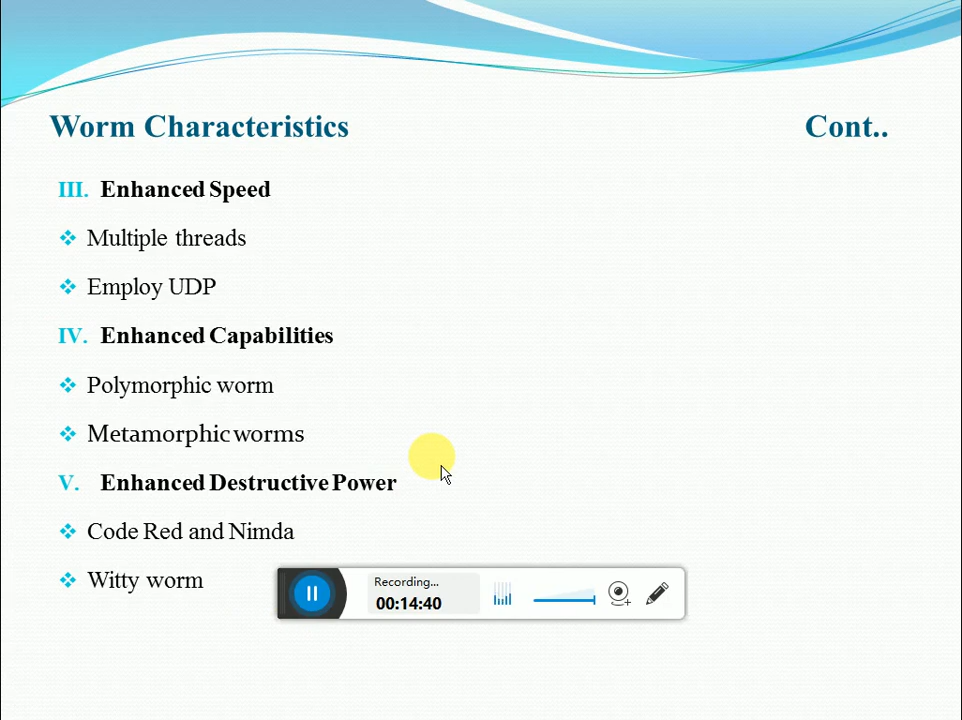 Worm Characteristics Cont..
III. Enhanced Speed
❖ Multiple threads
❖ Employ UDP
IV. Enhanced Capabilities
❖ Polymorphic worm
❖ Metamorphic worms
V. Enhanced Destructive Power
❖ Code Red and Nimda
❖ Witty worm
Recording...
00:14:40